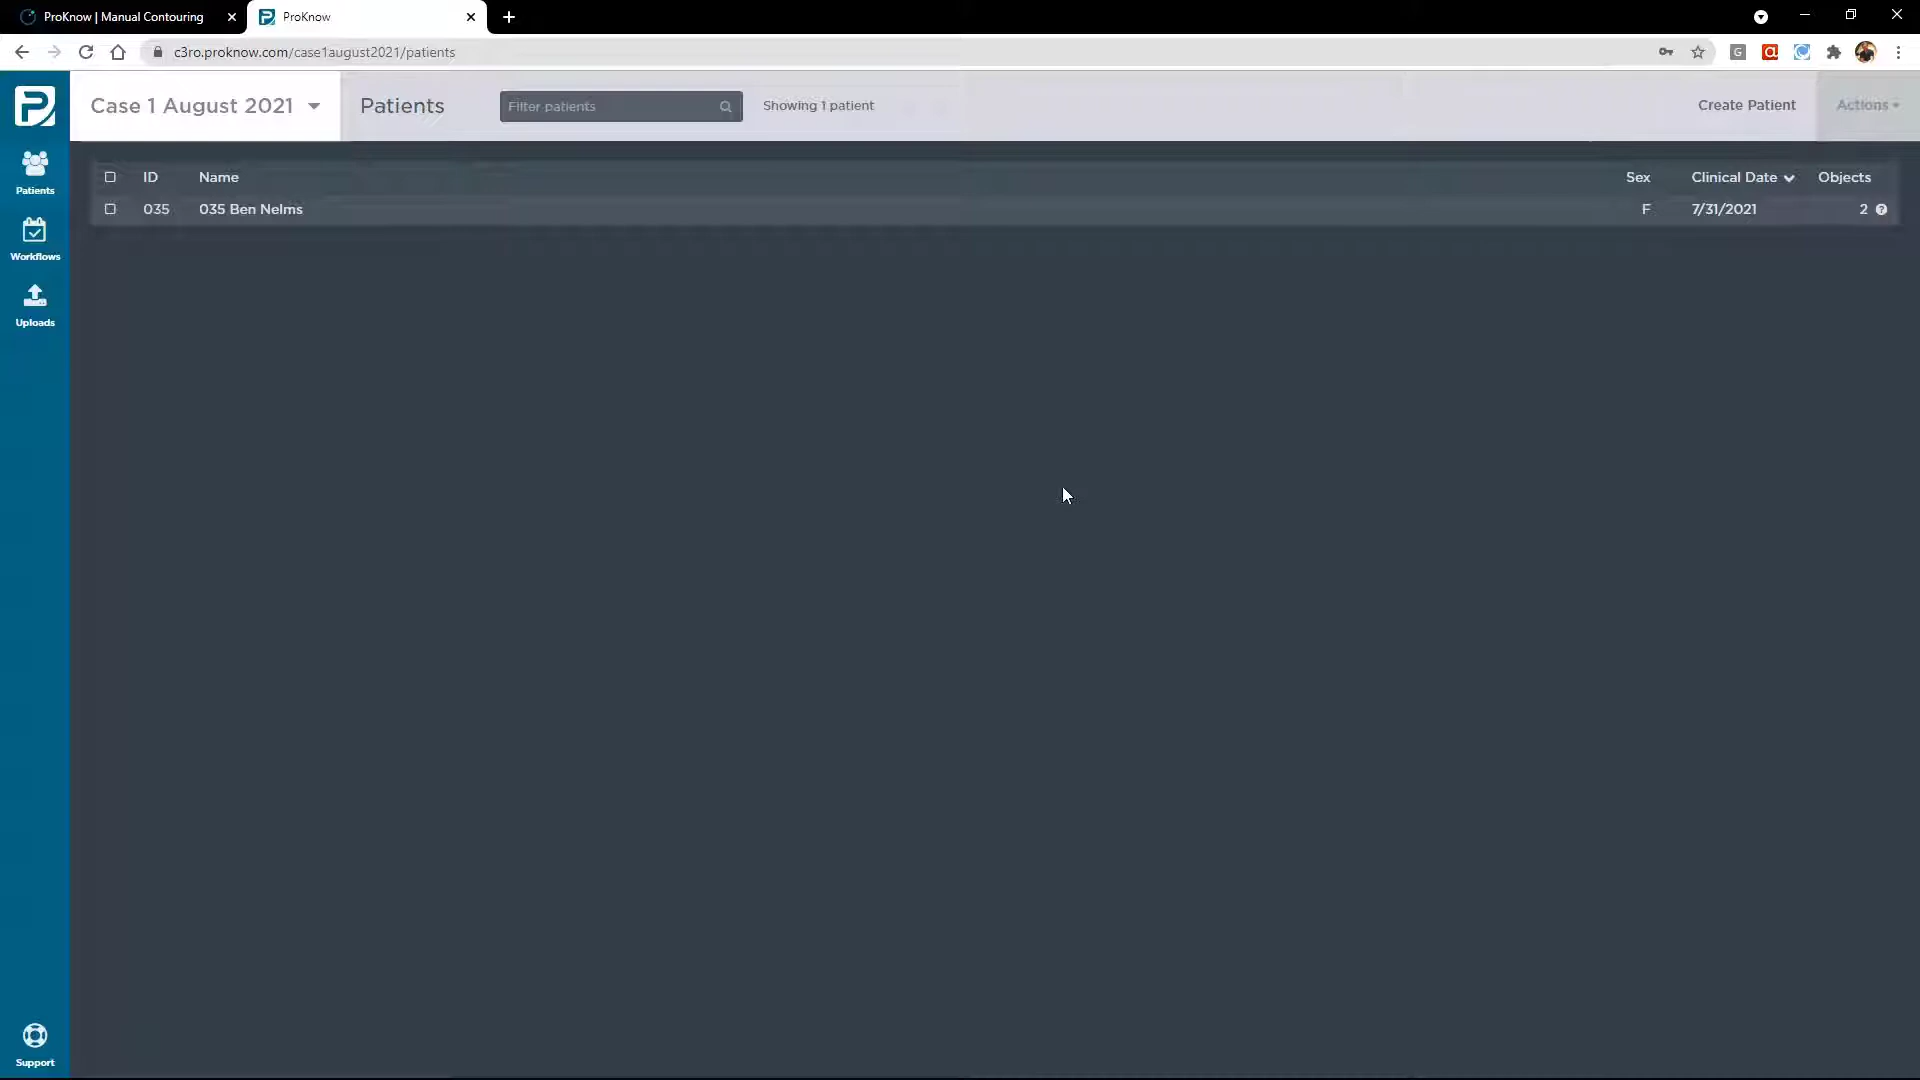 ProKnow | Manual Contouring
ProKnow
c3ro.proknow.com/case1august2021/patients
Case 1 August 2021
Patients
Filter patients
Showing 1 patient
Create Patient
Actions
ID Name Sex Clinical Date Objects
035 035 Ben Nelms F 7/31/2021 2
Patients
Workflows
Uploads
Support